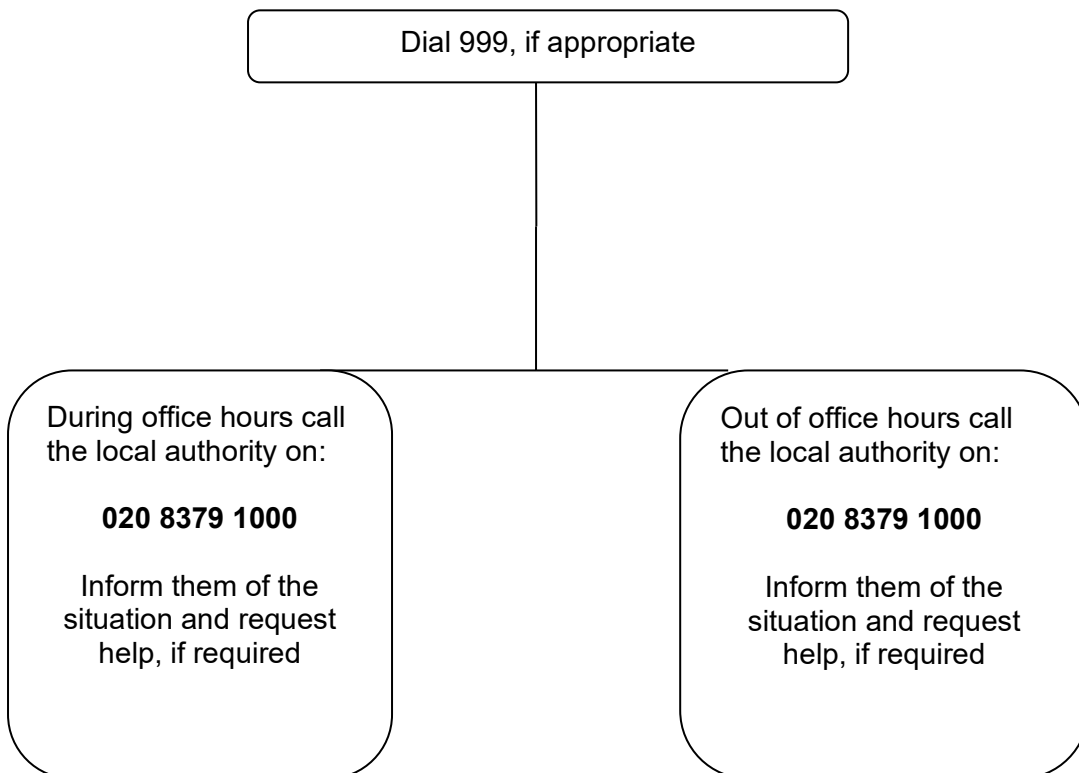 Dial 999, if appropriate
During office hours call
the local authority on:
020 8379 1000
Inform them of the
situation and request
help, if required
Out of office hours call
the local authority on:
020 8379 1000
Inform them of the
situation and request
help, if required